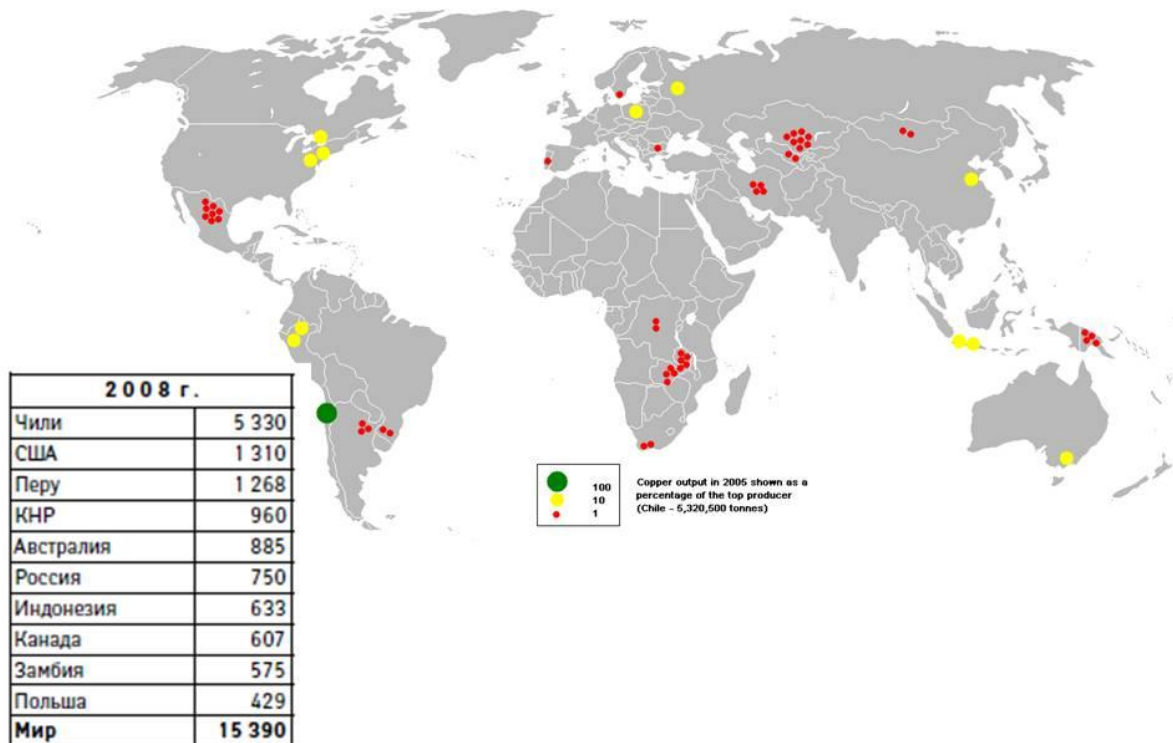 2008 г.
Чили 5 330
США 1 310
Перу 1 268
КНР 960
Австралия 885
Россия 750
Индонезия 633
Канада 607
Замбия 575
Польша 429
Мир 15 390
100
10
1
Copper output in 2005 shown as a
percentage of the top producer
(Chile - 5,320,500 tonnes)